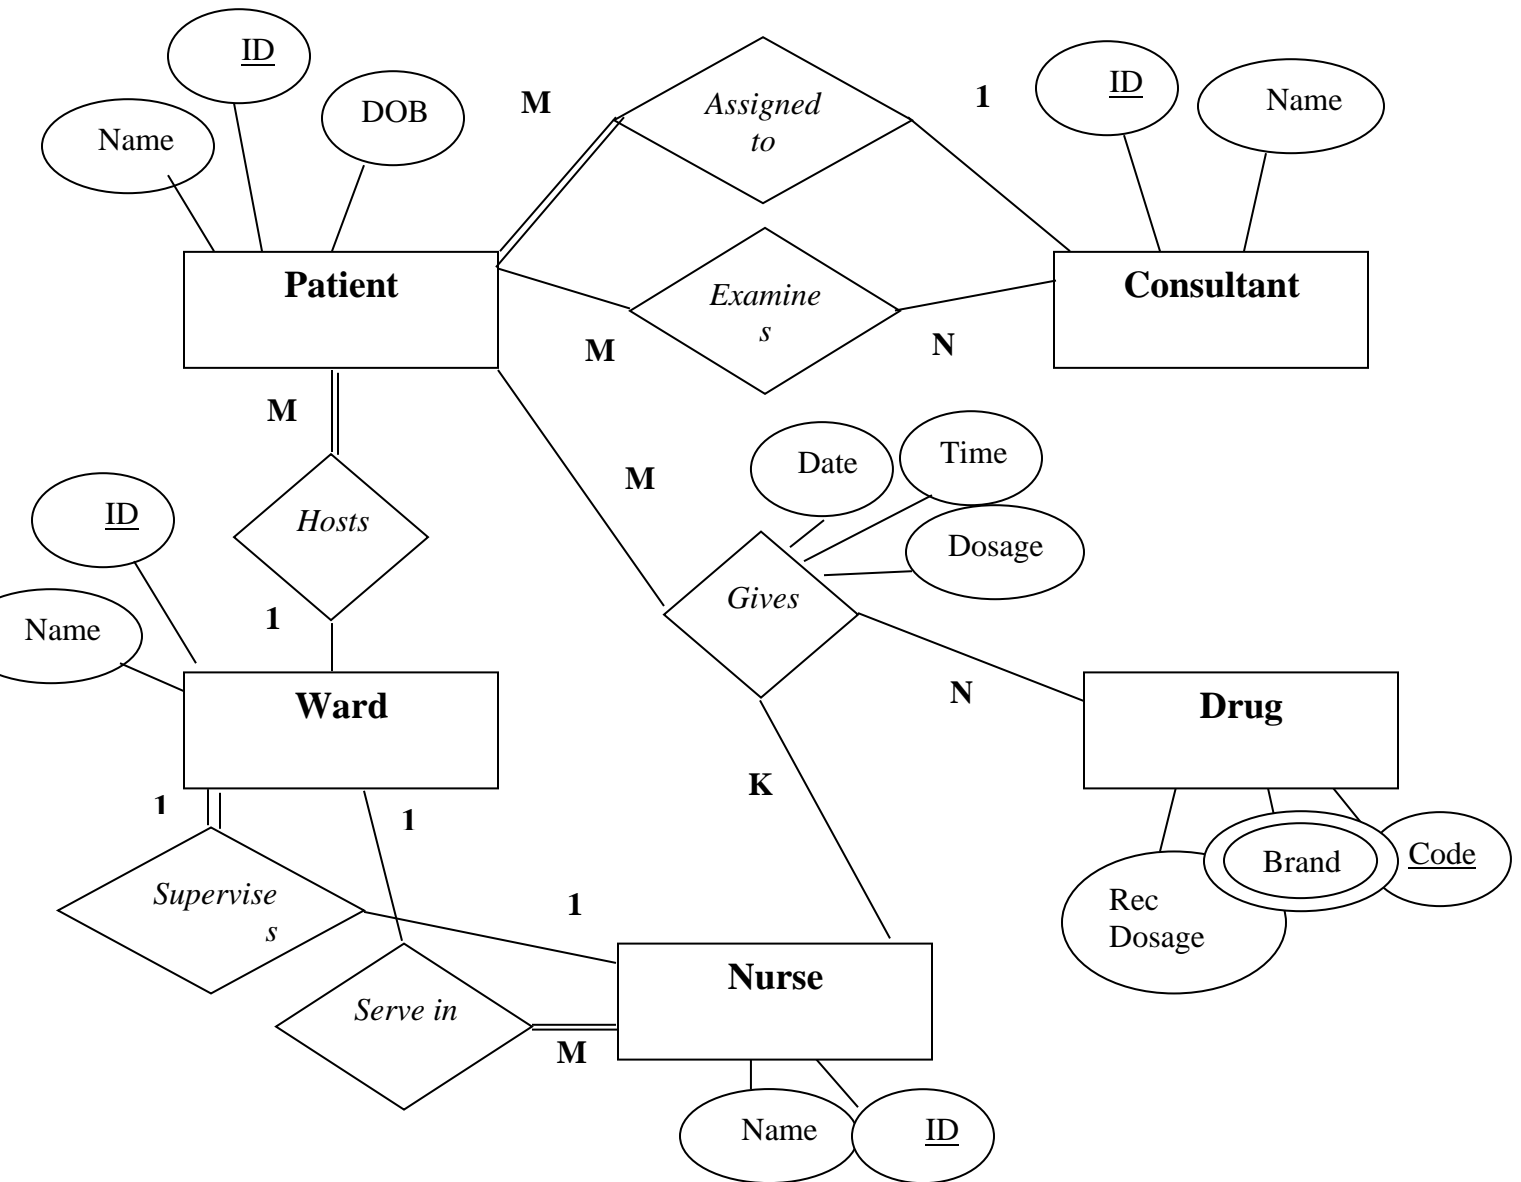 ID
DOB
Name
M
Assigned
to
1
ID
Name
Patient
Examine
s
Consultant
M
N
M
M
Date
Time
ID
Hosts
Dosage
1
Gives
Name
Ward
N
Drug
K
1
1
Supervise
s
1
Brand
Code
Rec
Dosage
Nurse
Serve in
M
Name
ID